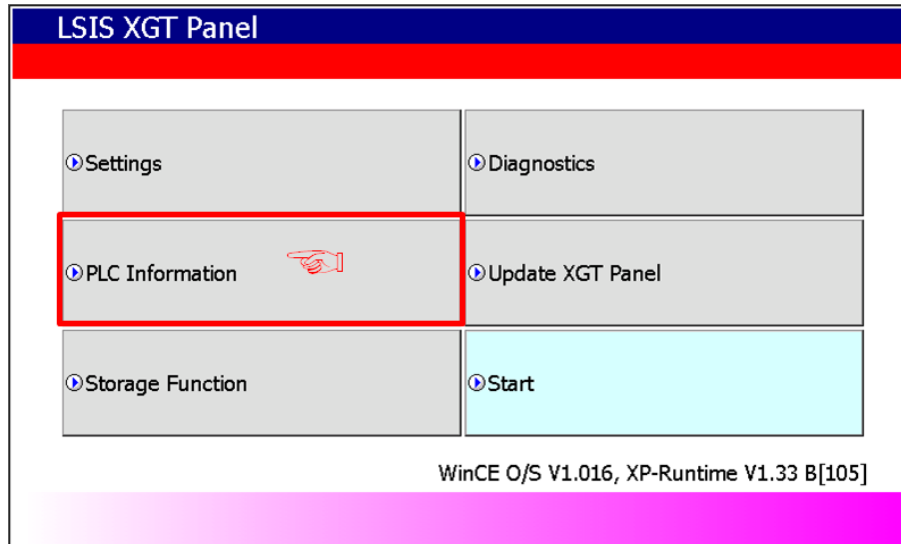 LSIS XGT Panel
Settings
Diagnostics
PLC Information
Update XGT Panel
Storage Function
Start
WinCE O/S V1.016, XP-Runtime V1.33 B[105]